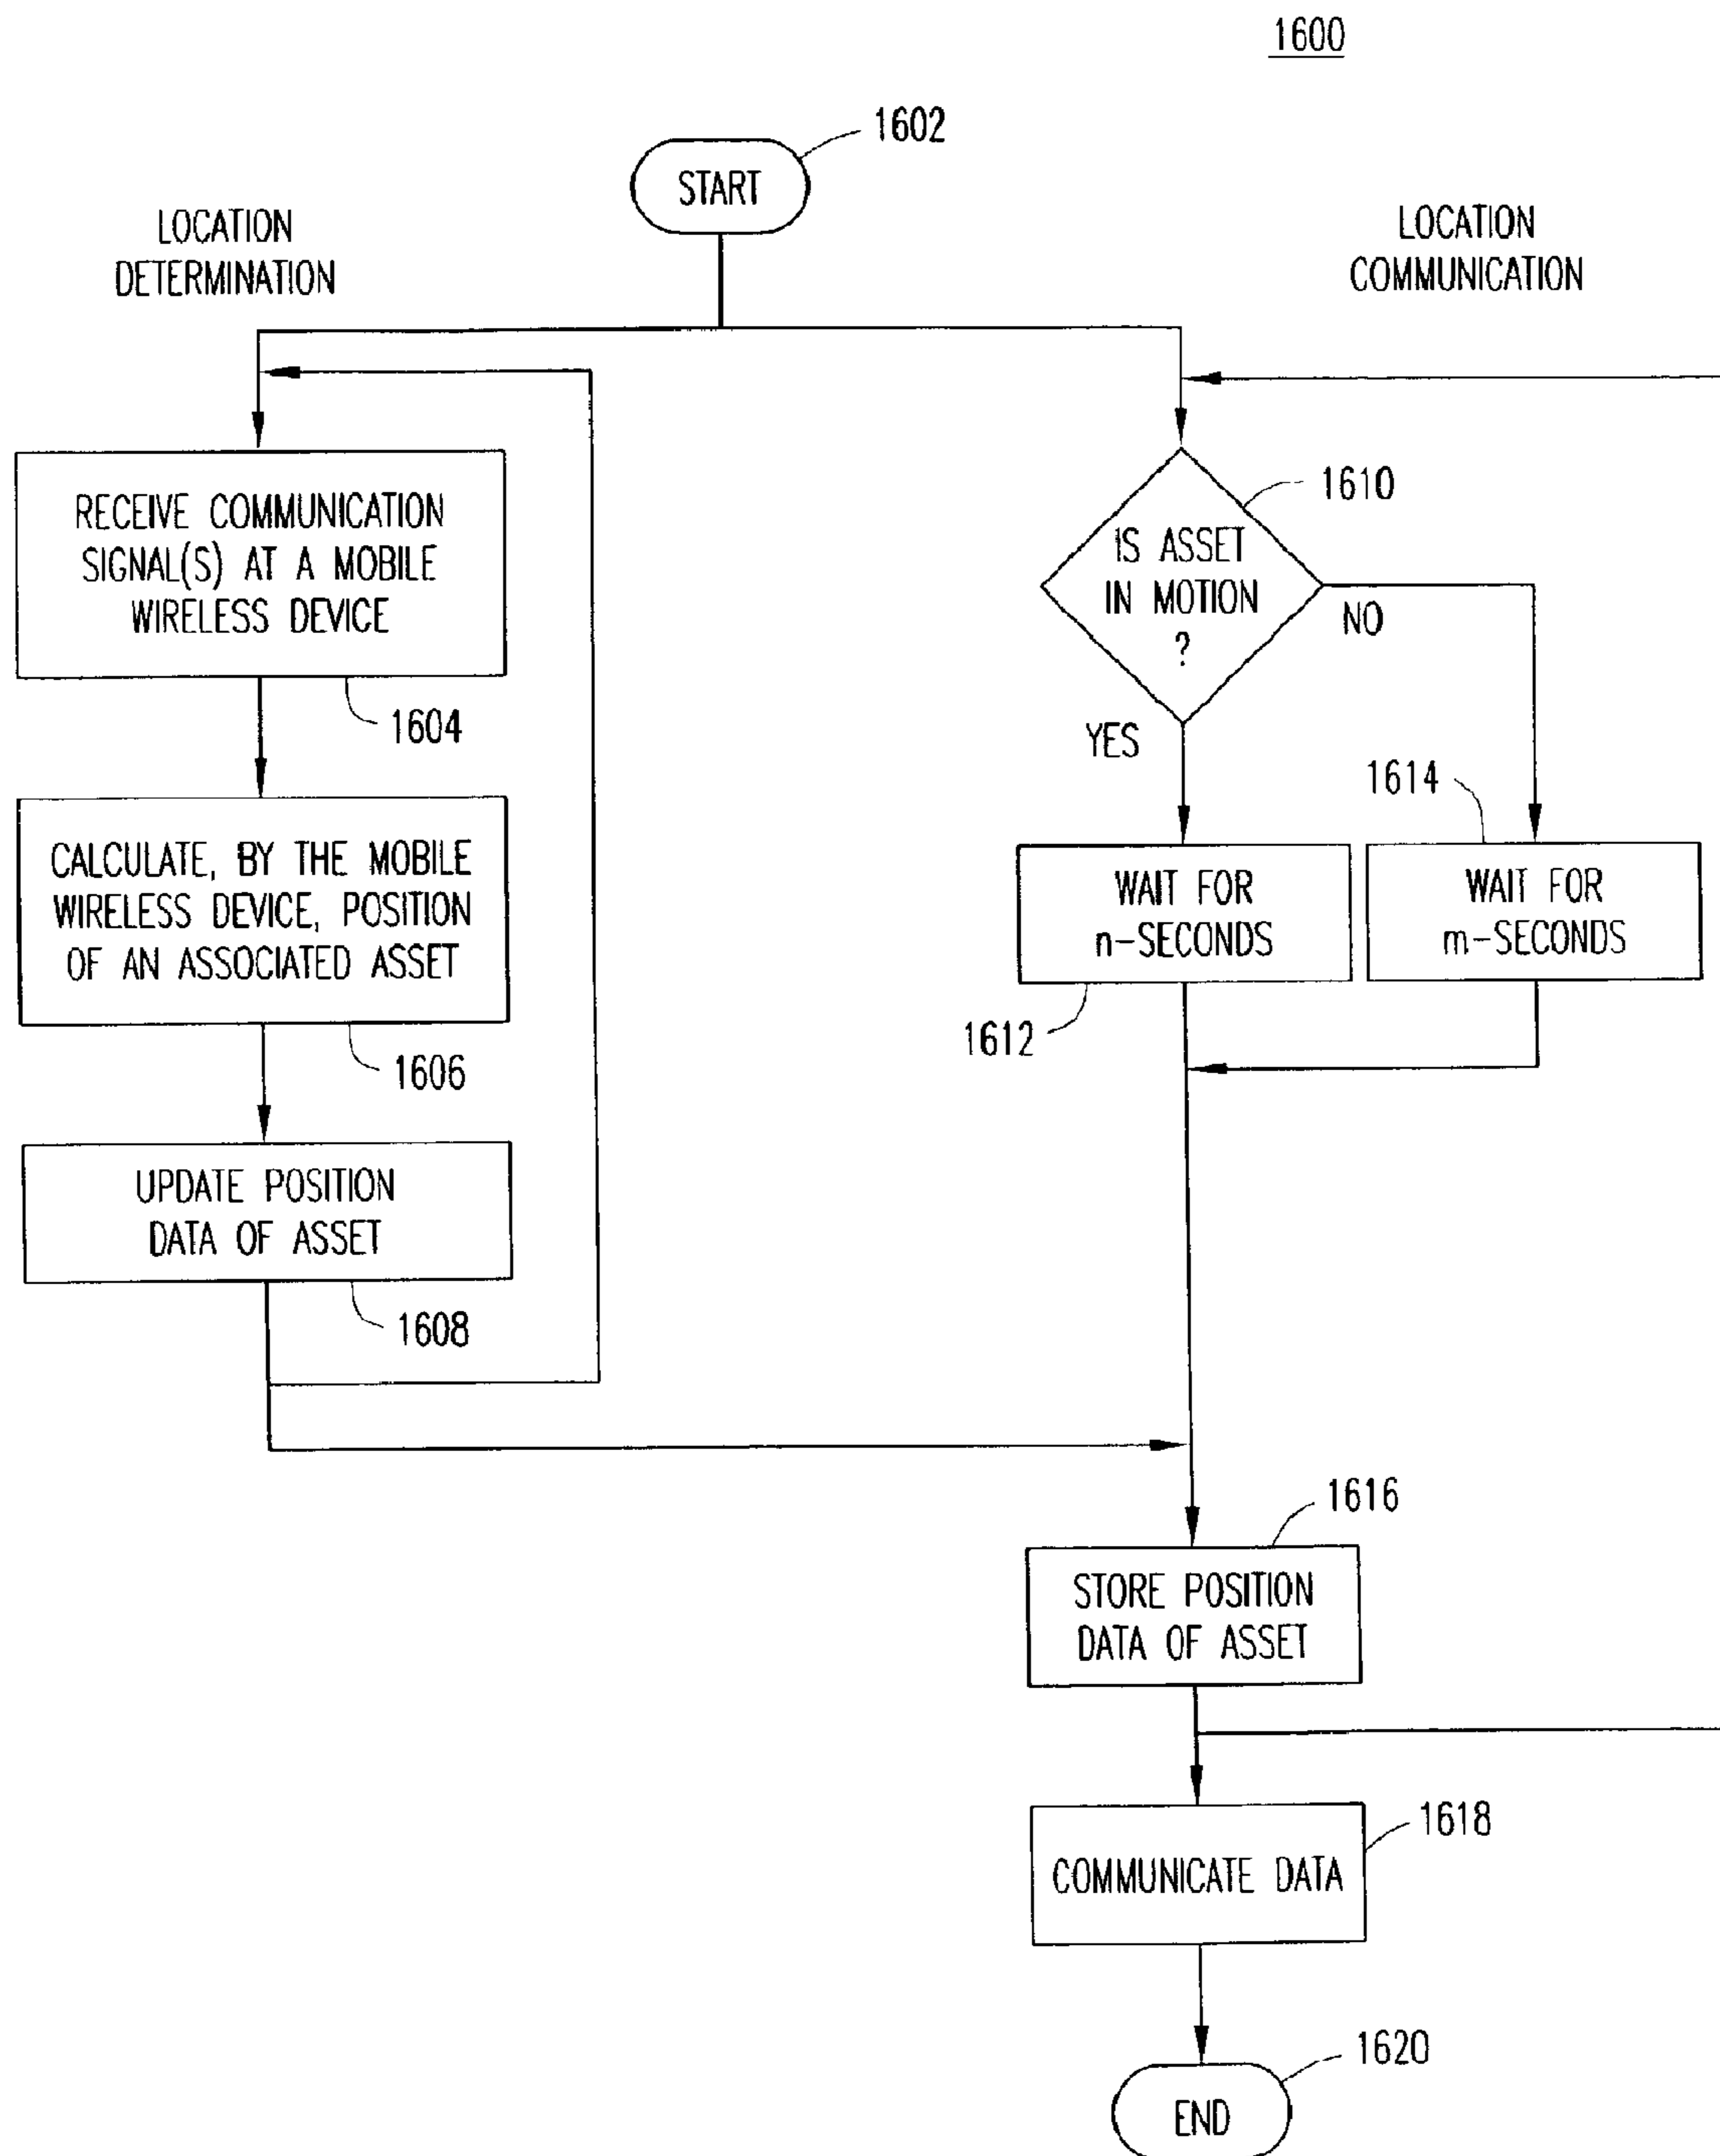 1600
1602
START
LOCATION
DETERMINATION
LOCATION
COMMUNICATION
RECEIVE COMMUNICATION
SIGNAL(S) AT A MOBILE
WIRELESS DEVICE
1604
CALCULATE, BY THE MOBILE
WIRELESS DEVICE, POSITION
OF AN ASSOCIATED ASSET
1606
UPDATE POSITION
DATA OF ASSET
1608
1610
IS ASSET
IN MOTION
?
NO
YES
1614
WAIT FOR
n-SECONDS
WAIT FOR
m-SECONDS
1612
1616
STORE POSITION
DATA OF ASSET
1618
COMMUNICATE DATA
1620
END